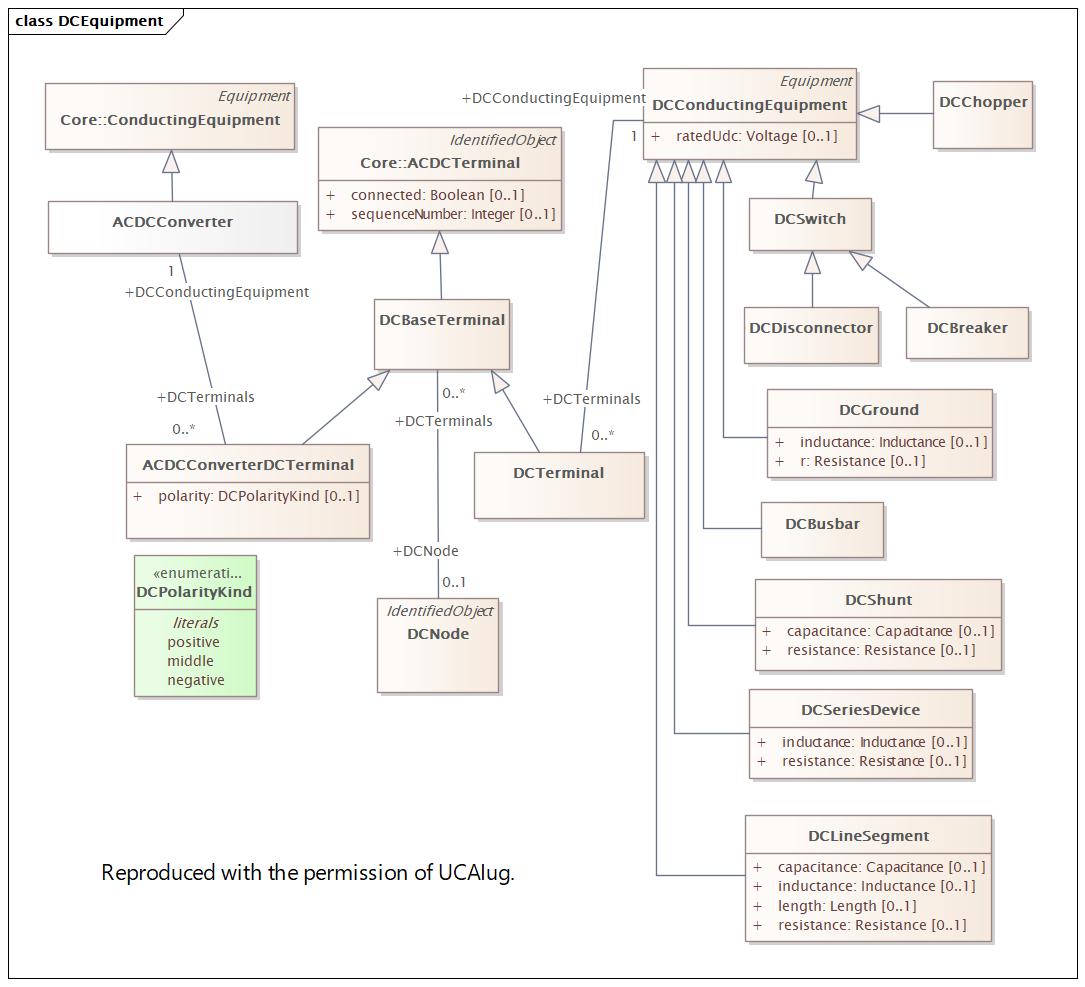 class DCEquipment
Equipment
Core::ConductingEquipment
ACDCConverter
1
+DCConductingEquipment
+DCTerminals
0..*
ACDCConverterDCTerminal
+ polarity: DCPolarityKind [0..1]
«enumerati...
DCPolarityKind
literals
positive
middle
negative
IdentifiedObject
Core::ACDCTerminal
+ connected: Boolean [0..1]
+ sequenceNumber: Integer [0..1]
DCBaseTerminal
0..*
+DCTerminals
+DCNode
0..1
IdentifiedObject
DCNode
+DCConductingEquipment
1
+DCTerminals
0..*
DCTerminal
Equipment
DCConductingEquipment
+ ratedUdc: Voltage [0..1]
DCChopper
DCSwitch
DCDisconnector
DCBreaker
DCGround
+ inductance: Inductance [0..1]
+ r: Resistance [0..1]
DCBusbar
DCShunt
+ capacitance: Capacitance [0..1]
+ resistance: Resistance [0..1]
DCSeriesDevice
+ inductance: Inductance [0..1]
+ resistance: Resistance [0..1]
DCLineSegment
+ capacitance: Capacitance [0..1]
+ inductance: Inductance [0..1]
+ length: Length [0..1]
+ resistance: Resistance [0..1]
Reproduced with the permission of UCAIug.